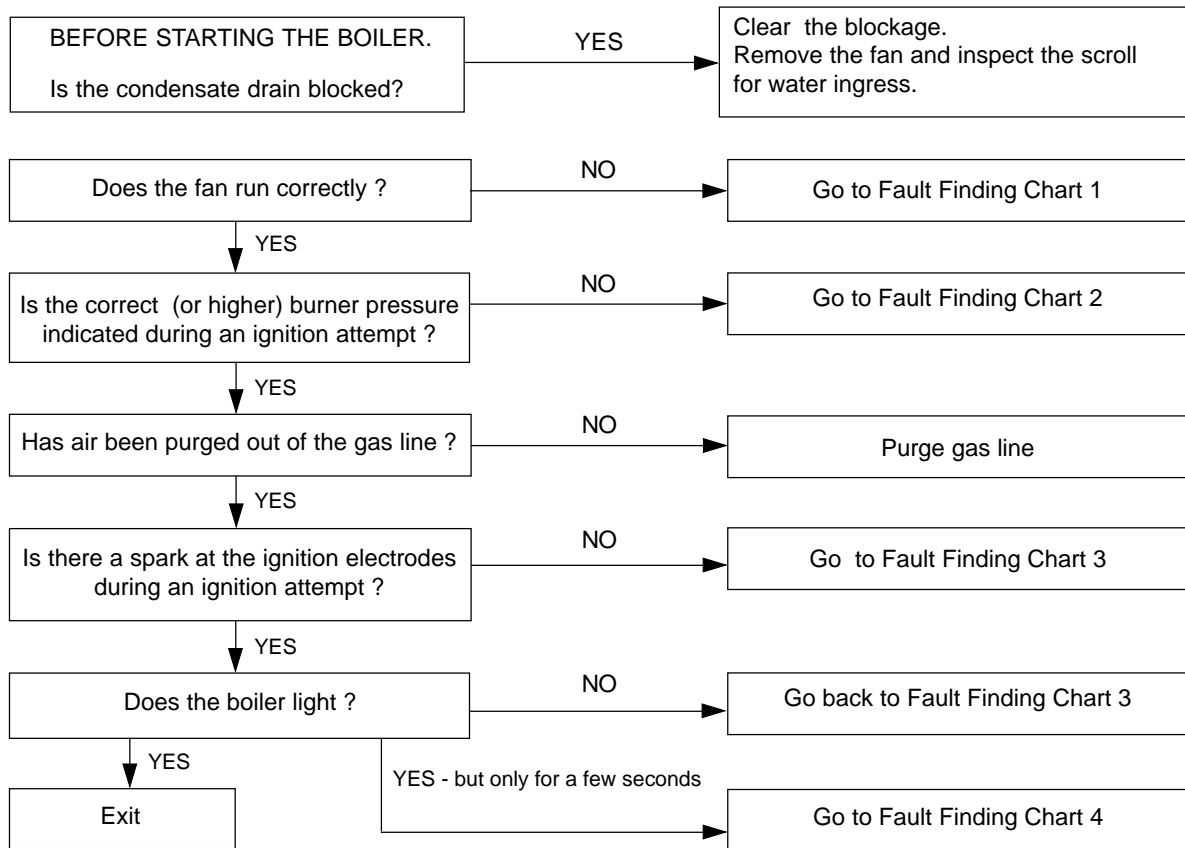 BEFORE STARTING THE BOILER.
Is the condensate drain blocked?
YES
Clear the blockage.
Remove the fan and inspect the scroll
for water ingress.
Does the fan run correctly ?
NO
Go to Fault Finding Chart 1
YES
Is the correct (or higher) burner pressure
indicated during an ignition attempt ?
NO
Go to Fault Finding Chart 2
YES
Has air been purged out of the gas line ?
NO
Purge gas line
YES
Is there a spark at the ignition electrodes
during an ignition attempt ?
NO
Go to Fault Finding Chart 3
YES
Does the boiler light ?
NO
Go back to Fault Finding Chart 3
YES
Exit
YES - but only for a few seconds
Go to Fault Finding Chart 4